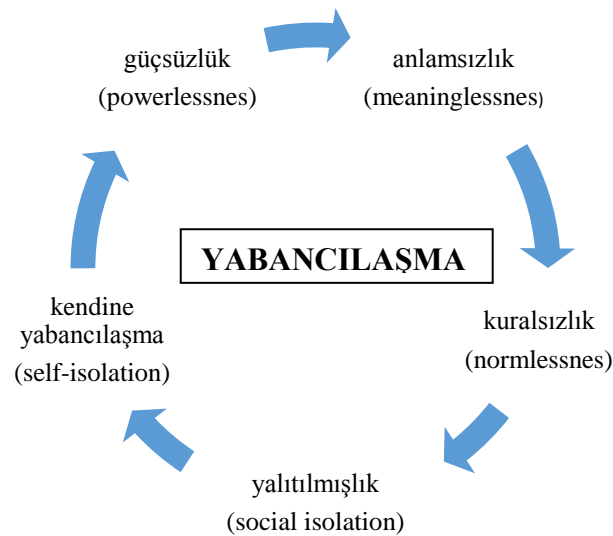 güçsüzlük
(powerlessnes)
anlamsızlık
(meaninglessnes)
YABANCILAŞMA
kuralsızlık
(normlessnes)
yalıtılmışlık
(social isolation)
kendine
yabancılaşma
(self-isolation)